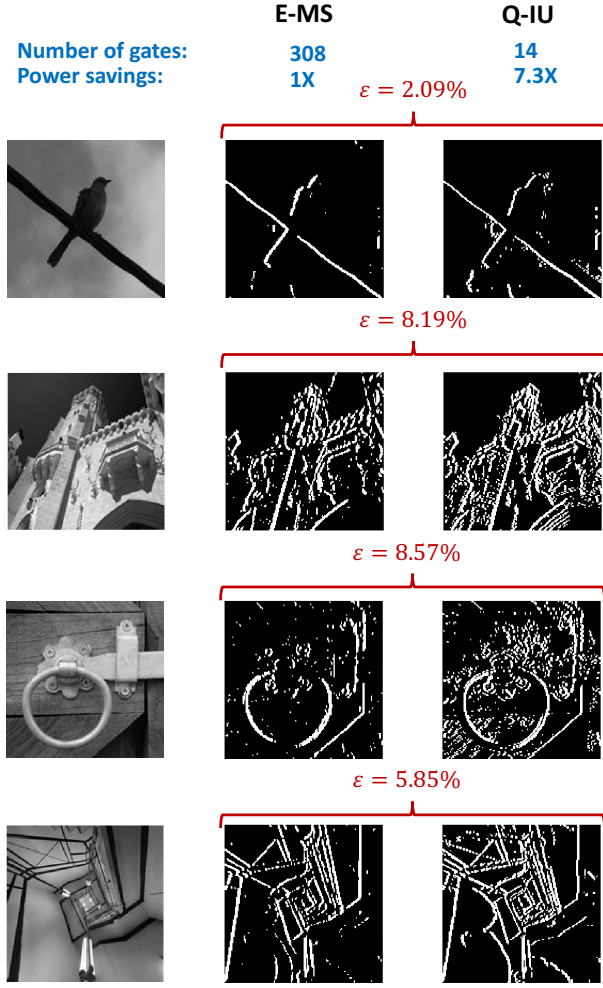 E-MS Q-IU
Number of gates: 308 14
Power savings: 1X 7.3X
ε = 2.09%
ε = 8.19%
ε = 8.57%
ε = 5.85%